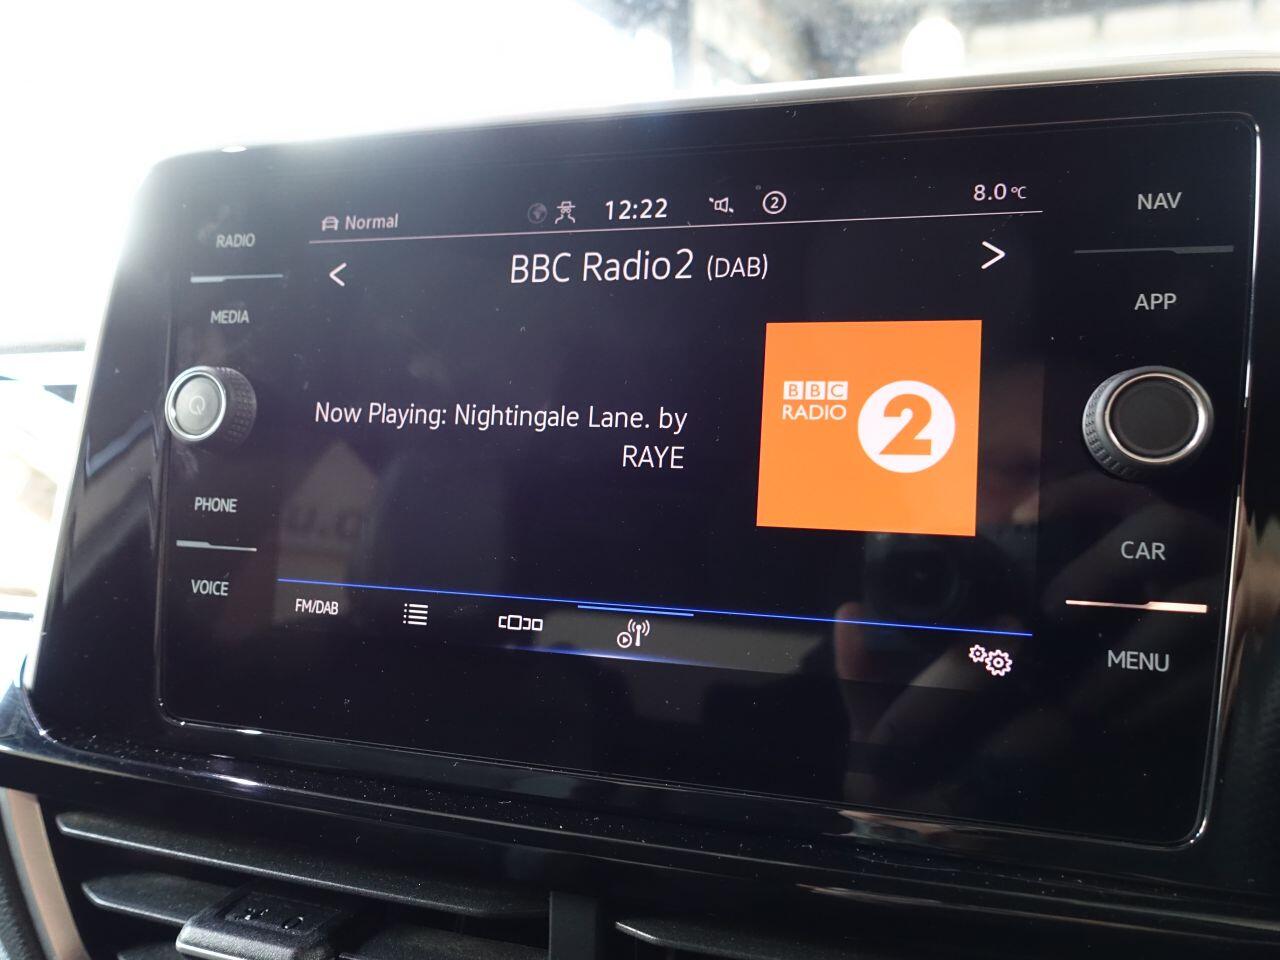 Normal
12:22
2
8.0 °C
BBC Radio2 (DAB)
RADIO
MEDIA
PHONE
VOICE
Now Playing: Nightingale Lane. by
RAYE
BBC
RADIO
2
FM/DAB
NAV
APP
CAR
MENU